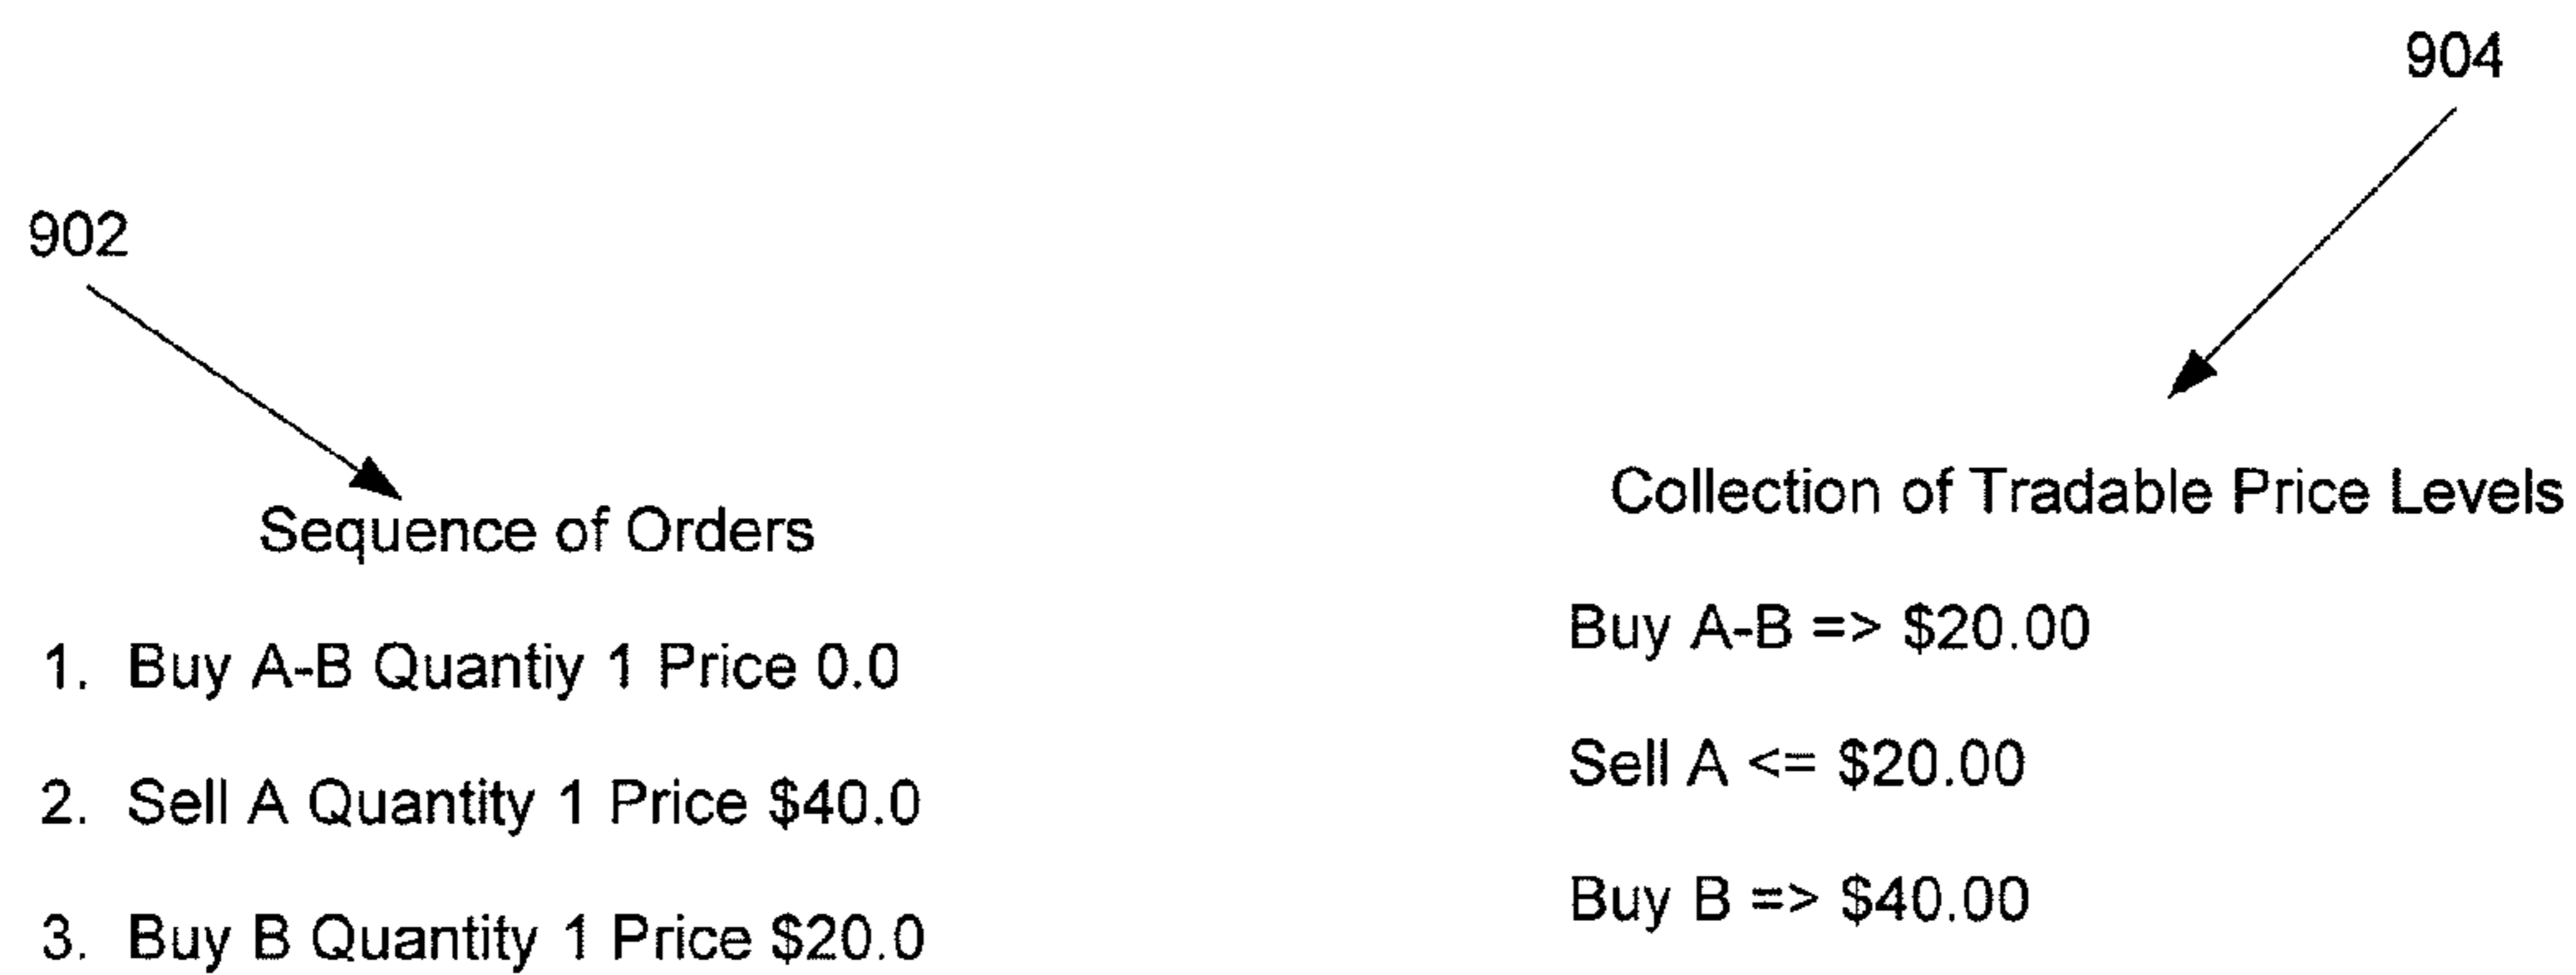 904
902
Sequence of Orders
1. Buy A-B Quantiy 1 Price 0.0
2. Sell A Quantity 1 Price $40.0
3. Buy B Quantity 1 Price $20.0
Collection of Tradable Price Levels
Buy A-B => $20.00
Sell A <= $20.00
Buy B => $40.00